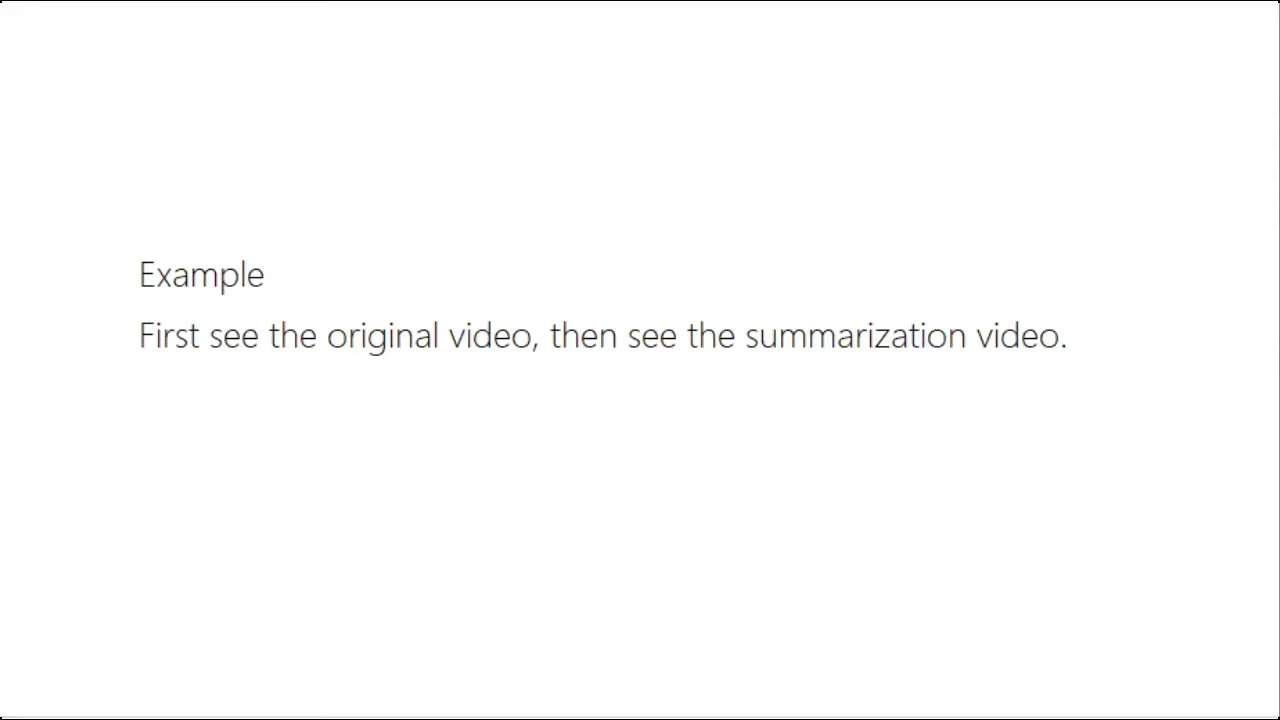 Example
First see the original video, then see the summarization video.